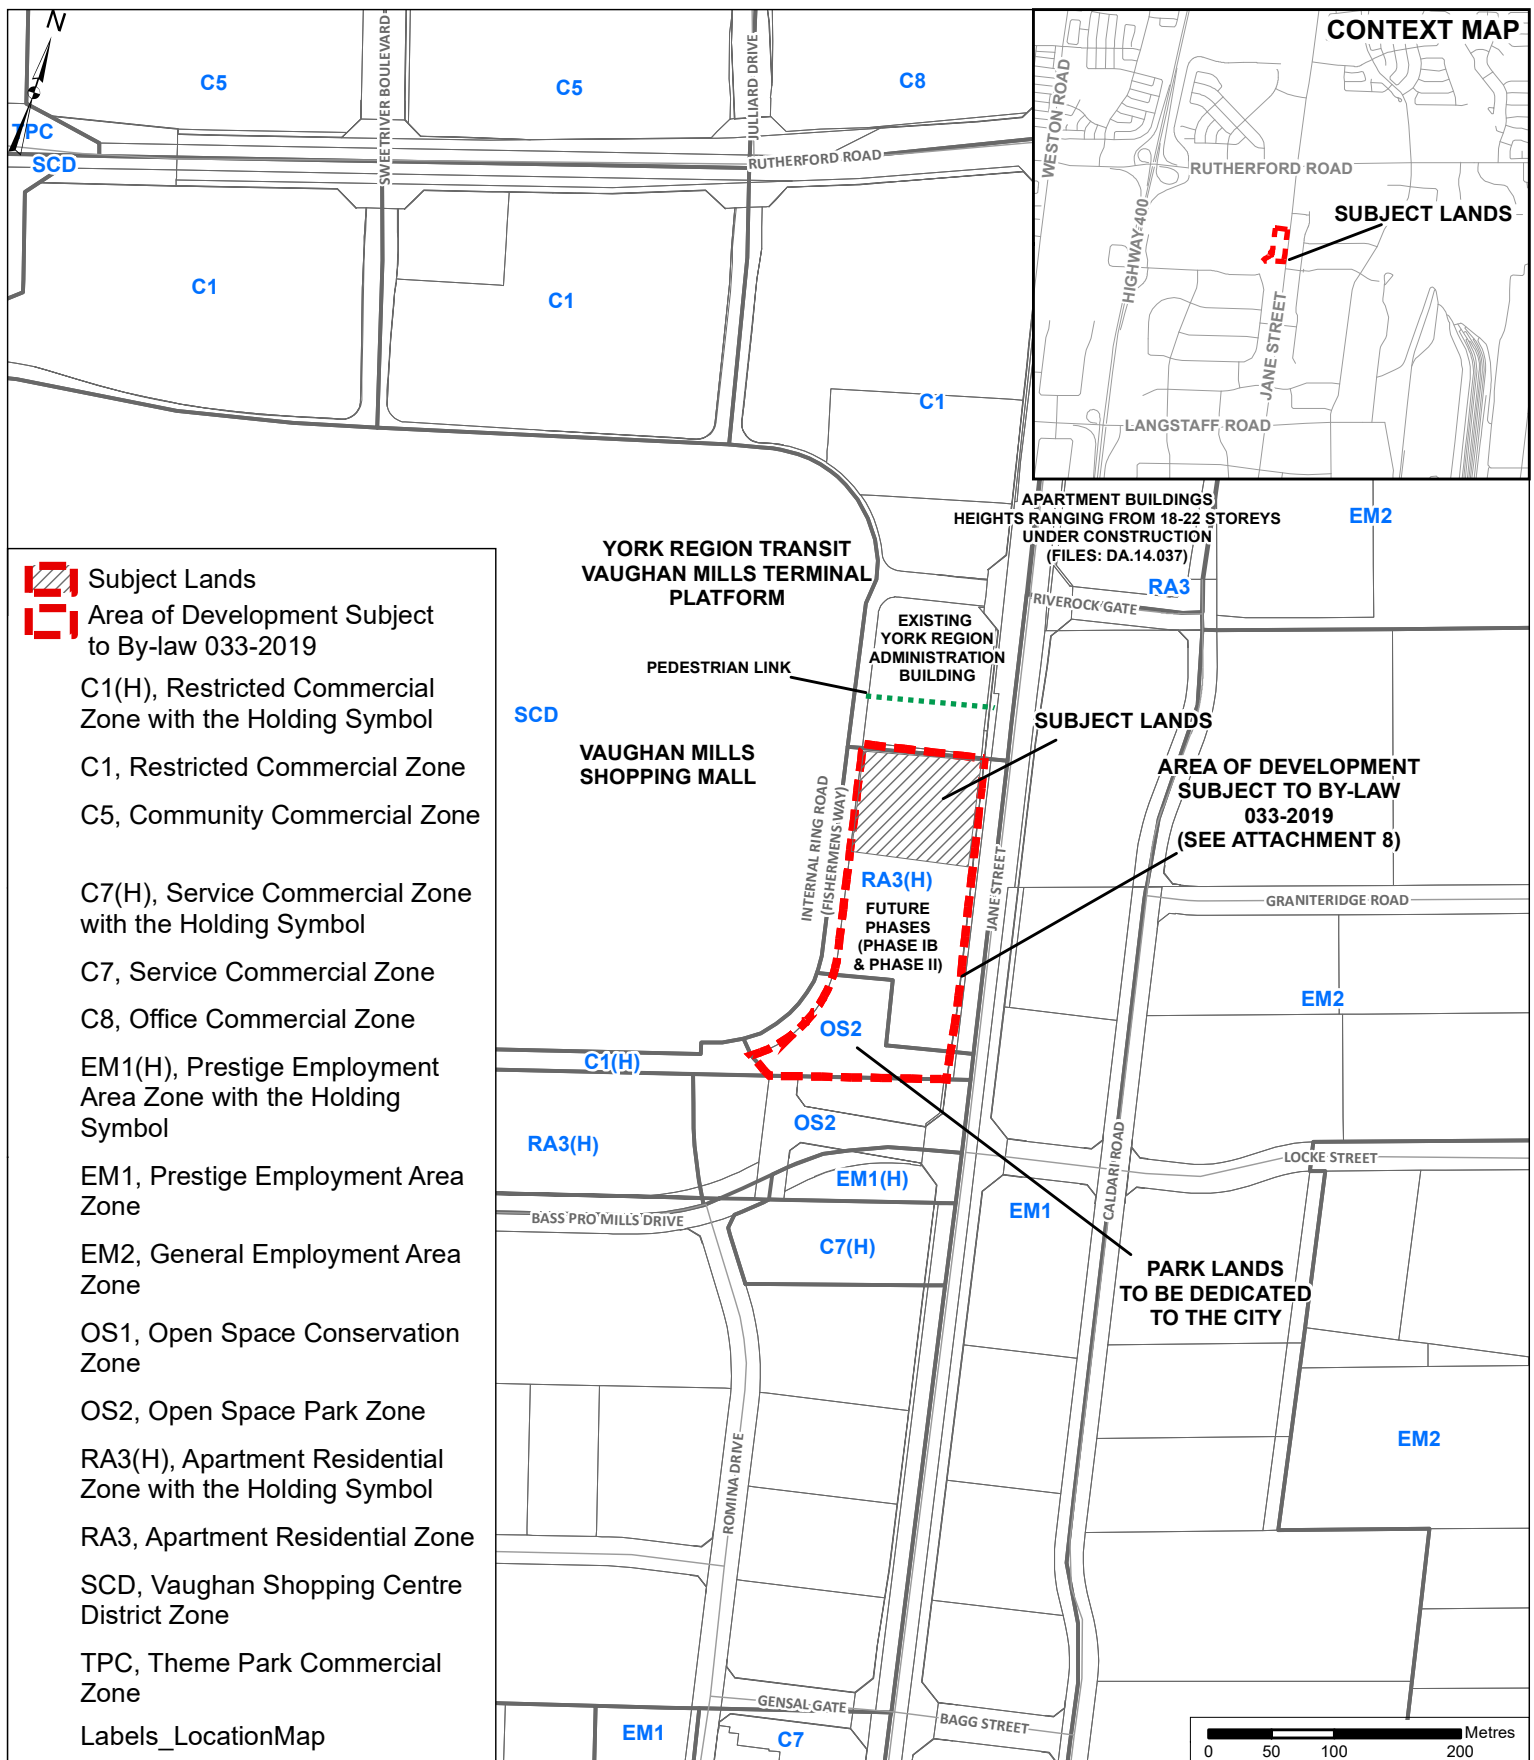 N
CONTEXT MAP
WESTON ROAD
RUTHERFORD ROAD
HIGHWAY 400
SUBJECT LANDS
JANE STREET
LANGSTAFF ROAD
C5
C5
C8
SWEETRIVER BOULEVARD
JULLIARD DRIVE
TPC
SCD
RUTHERFORD ROAD
C1
C1
C1
APARTMENT BUILDINGS
HEIGHTS RANGING FROM 18-22 STOREYS
UNDER CONSTRUCTION
(FILES: DA.14.037)
EM2
RA3
RIVEROCK GATE
YORK REGION TRANSIT
VAUGHAN MILLS TERMINAL
PLATFORM
EXISTING
YORK REGION
ADMINISTRATION
BUILDING
PEDESTRIAN LINK
SCD
VAUGHAN MILLS
SHOPPING MALL
SUBJECT LANDS
AREA OF DEVELOPMENT
SUBJECT TO BY-LAW
033-2019
(SEE ATTACHMENT 8)
INTERNAL RING ROAD
(FISHERMENS WAY)
JANE STREET
RA3(H)
FUTURE
PHASES
(PHASE IB
& PHASE II)
GRANITERIDGE ROAD
EM2
OS2
C1(H)
OS2
RA3(H)
EM1(H)
CALDARI ROAD
LOCKE STREET
BASS PRO MILLS DRIVE
EM1
C7(H)
PARK LANDS
TO BE DEDICATED
TO THE CITY
ROMINA DRIVE
EM2
GENSAL GATE
BAGG STREET
EM1
C7
Subject Lands
Area of Development Subject
to By-law 033-2019
C1(H), Restricted Commercial
Zone with the Holding Symbol
C1, Restricted Commercial Zone
C5, Community Commercial Zone
C7(H), Service Commercial Zone
with the Holding Symbol
C7, Service Commercial Zone
C8, Office Commercial Zone
EM1(H), Prestige Employment
Area Zone with the Holding
Symbol
EM1, Prestige Employment Area
Zone
EM2, General Employment Area
Zone
OS1, Open Space Conservation
Zone
OS2, Open Space Park Zone
RA3(H), Apartment Residential
Zone with the Holding Symbol
RA3, Apartment Residential Zone
SCD, Vaughan Shopping Centre
District Zone
TPC, Theme Park Commercial
Zone
Labels_LocationMap
Metres
0 50 100 200